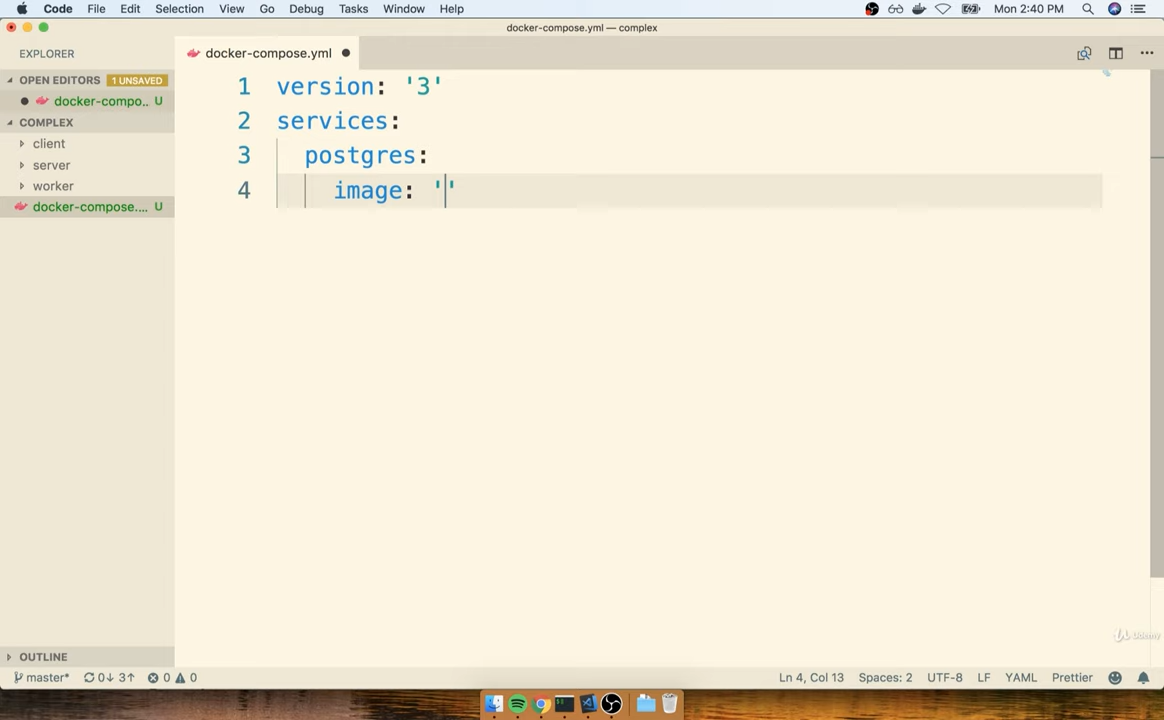 Code File Edit Selection View Go Debug Tasks Window Help Mon 2:40 PM
docker-compose.yml — complex
EXPLORER
docker-compose.yml
OPEN EDITORS 1 UNSAVED
docker-compo.. U
COMPLEX
client
server
worker
docker-compose.... U
1 version: '3'
2 services:
3 postgres:
4 image: ''
Udemy
OUTLINE
master* 0↓ 3↑ 0 0 Ln 4, Col 13 Spaces: 2 UTF-8 LF YAML Prettier